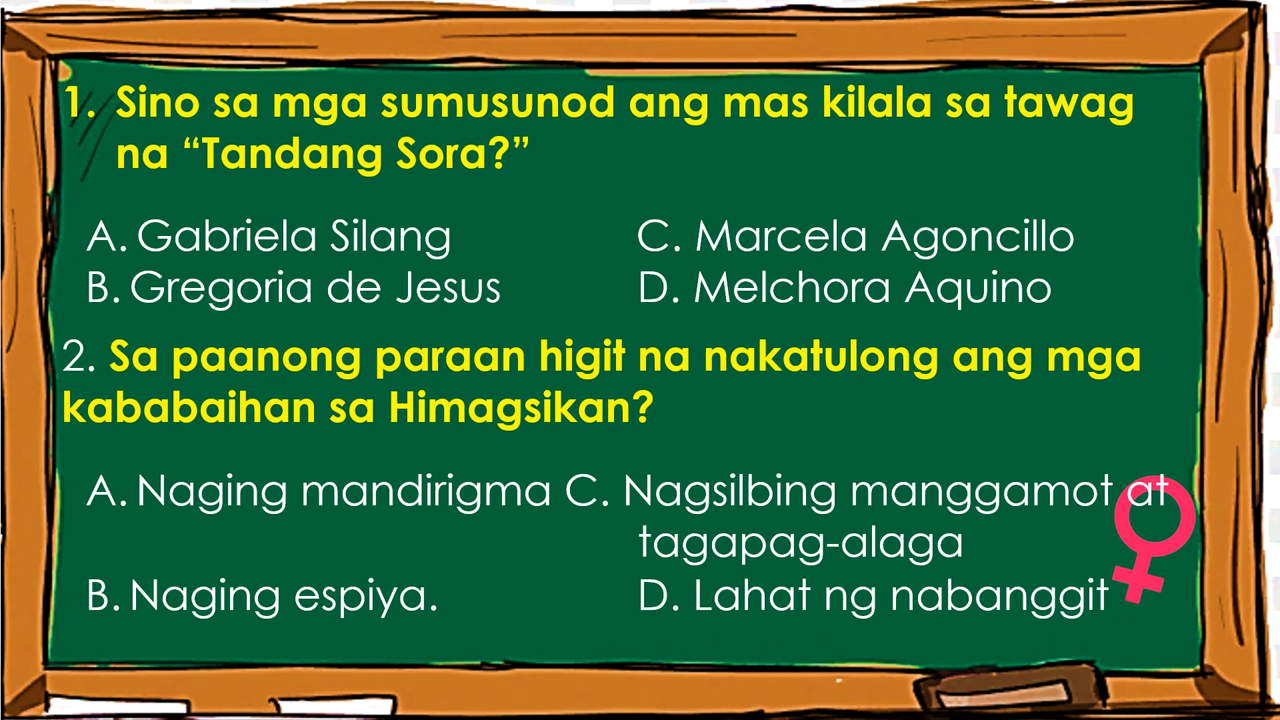 1. Sino sa mga sumusunod ang mas kilala sa tawag
na “Tandang Sora?”
A. Gabriela Silang
B. Gregoria de Jesus
C. Marcela Agoncillo
D. Melchora Aquino
2. Sa paanong paraan higit na nakatulong ang mga
kababaihan sa Himagsikan?
A. Naging mandirigma C. Nagsilbing manggamot at
tagapag-alaga
B. Naging espiya. D. Lahat ng nabanggit